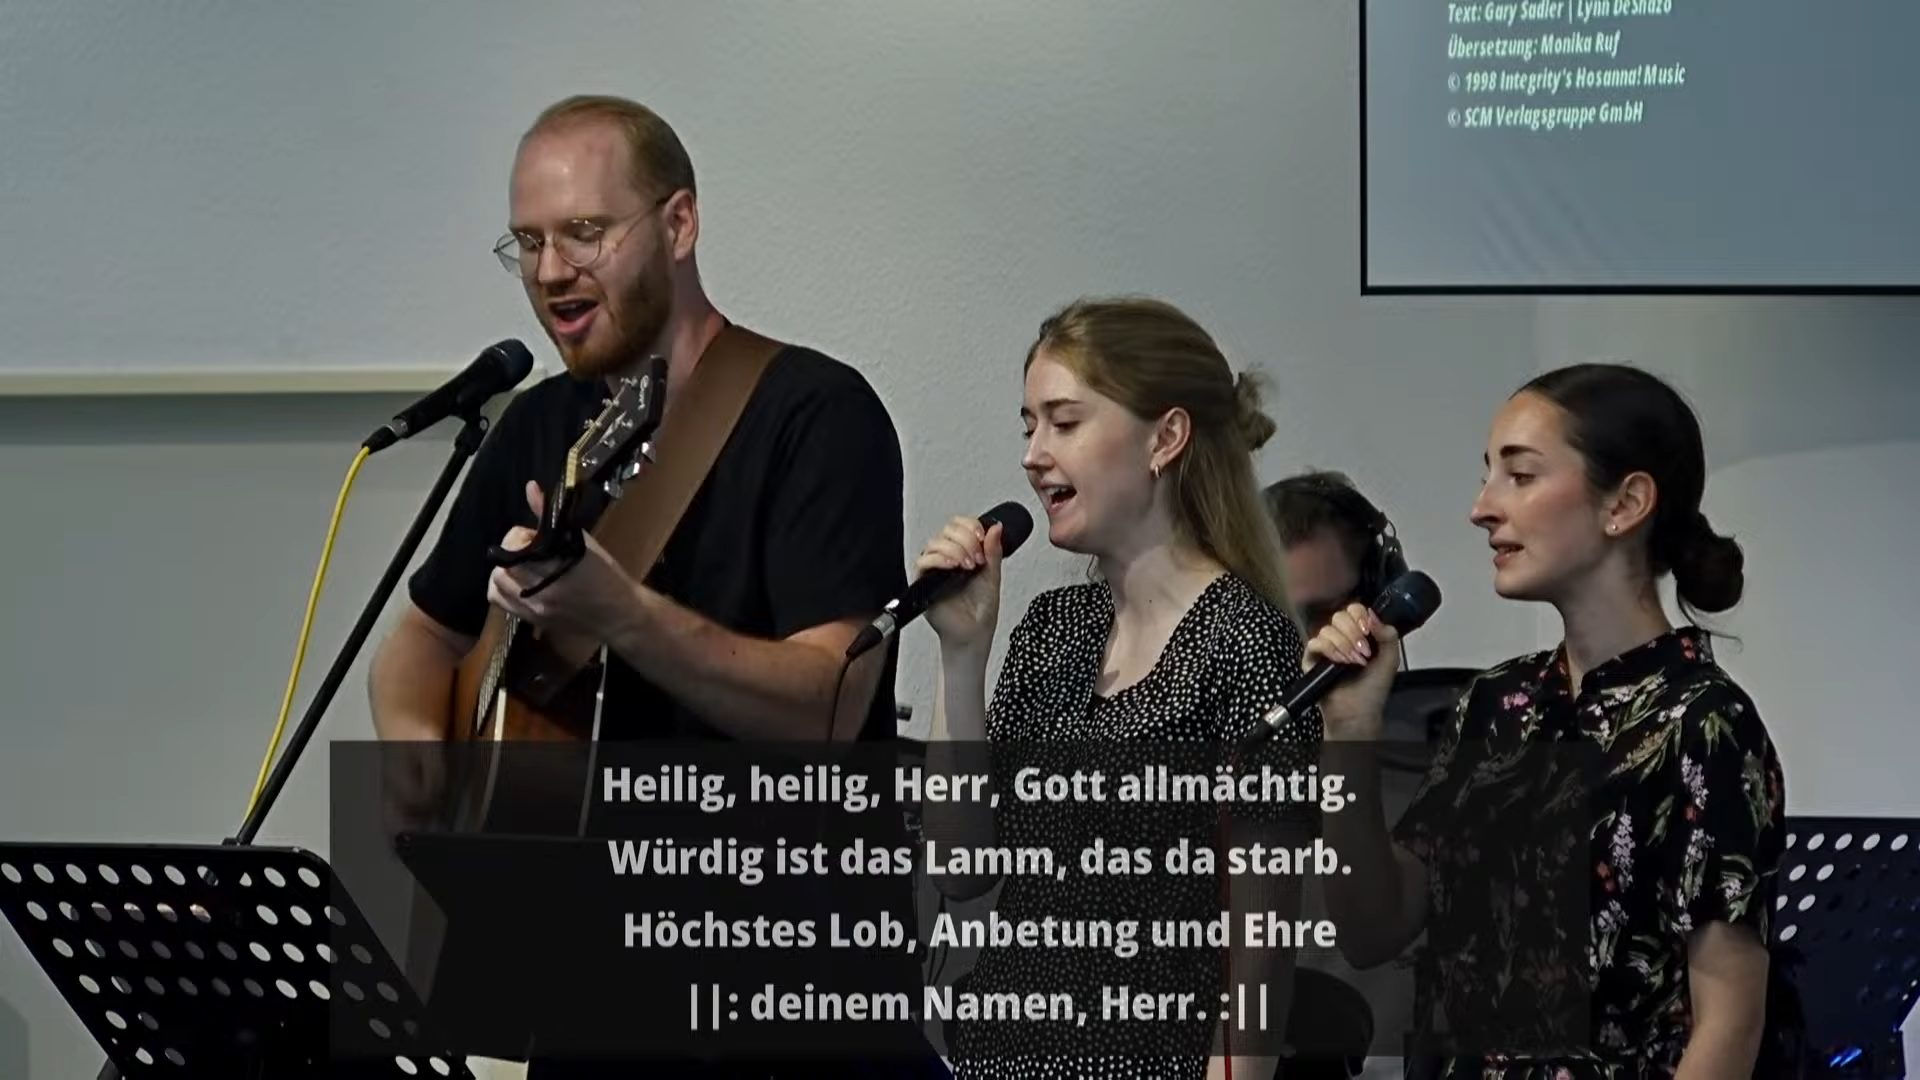 Text: Gary Sadler | Lynn DeShazo
Übersetzung: Monika Ruf
© 1998 Integrity's Hosanna! Music
© SCM Verlagsgruppe GmbH
Heilig, heilig, Herr, Gott allmächtig.
Würdig ist das Lamm, das da starb.
Höchstes Lob, Anbetung und Ehre
||: deinem Namen, Herr. :||